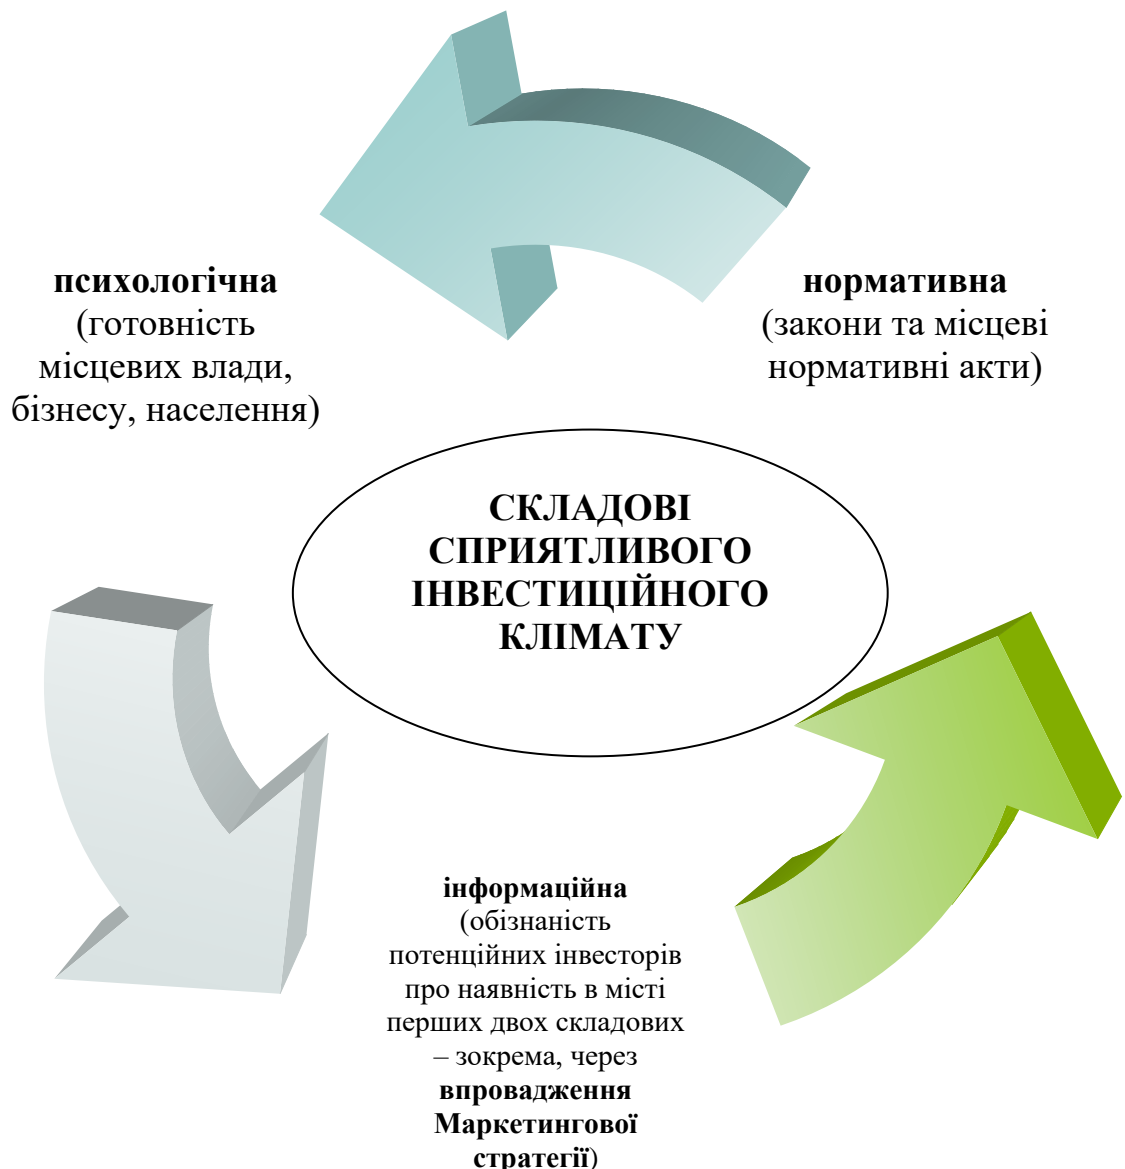 психологічна
(готовність
місцевих влади,
бізнесу, населення)
нормативна
(закони та місцеві
нормативні акти)
СКЛАДОВІ
СПРИЯТЛИВОГО
ІНВЕСТИЦІЙНОГО
КЛІМАТУ
інформаційна
(обізнаність
потенційних інвесторів
про наявність в місті
перших двох складових
– зокрема, через
впровадження
Маркетингової
стратегії)